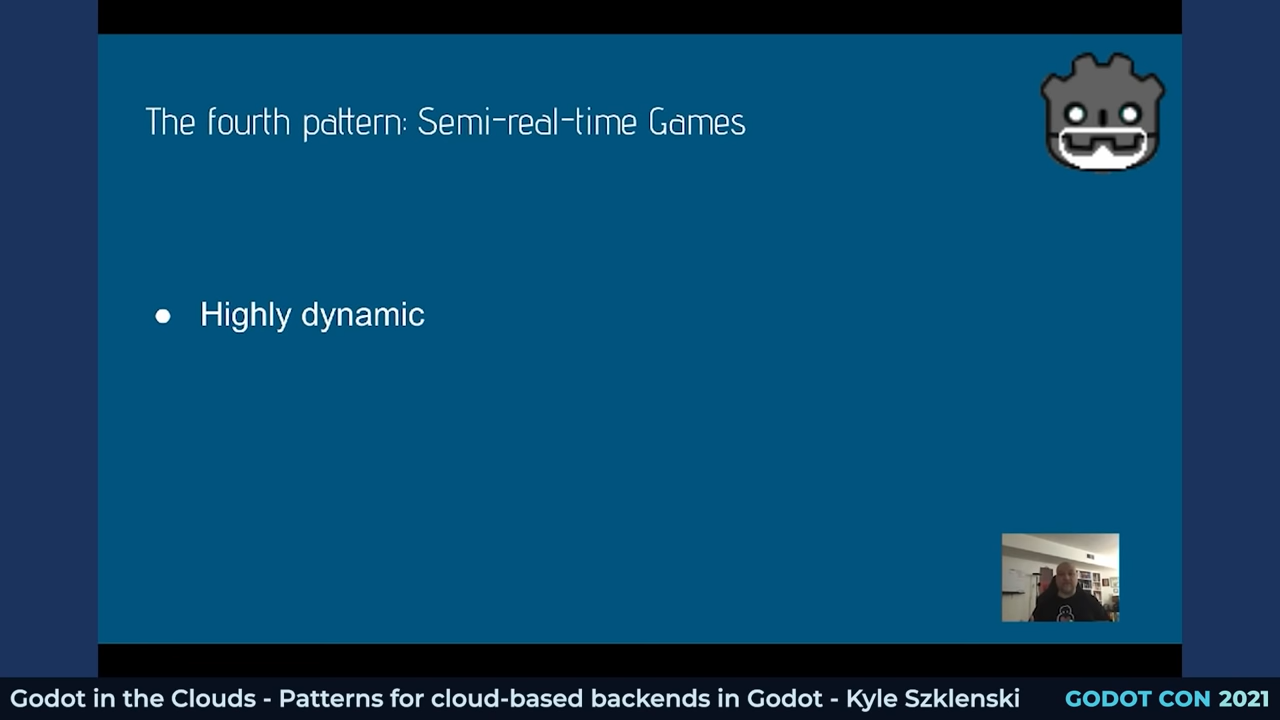 The fourth pattern: Semi-real-time Games
● Highly dynamic
Godot in the Clouds - Patterns for cloud-based backends in Godot - Kyle Szklenski
GODOT CON 2021